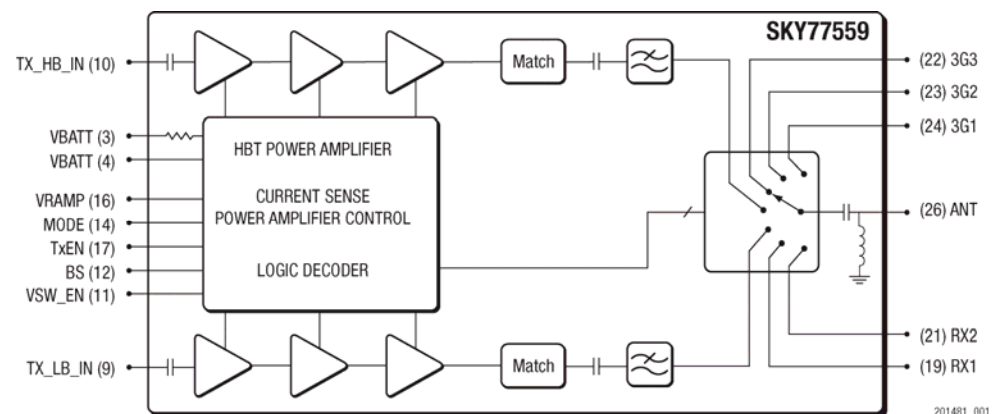 SKY77559
TX_HB_IN (10)
Match
(22) 3G3
(23) 3G2
(24) 3G1
VBATT (3)
VBATT (4)
VRAMP (16)
MODE (14)
TxEN (17)
BS (12)
VSW_EN (11)
HBT POWER AMPLIFIER
CURRENT SENSE
POWER AMPLIFIER CONTROL
LOGIC DECODER
(26) ANT
(21) RX2
(19) RX1
TX_LB_IN (9)
Match
201481_001